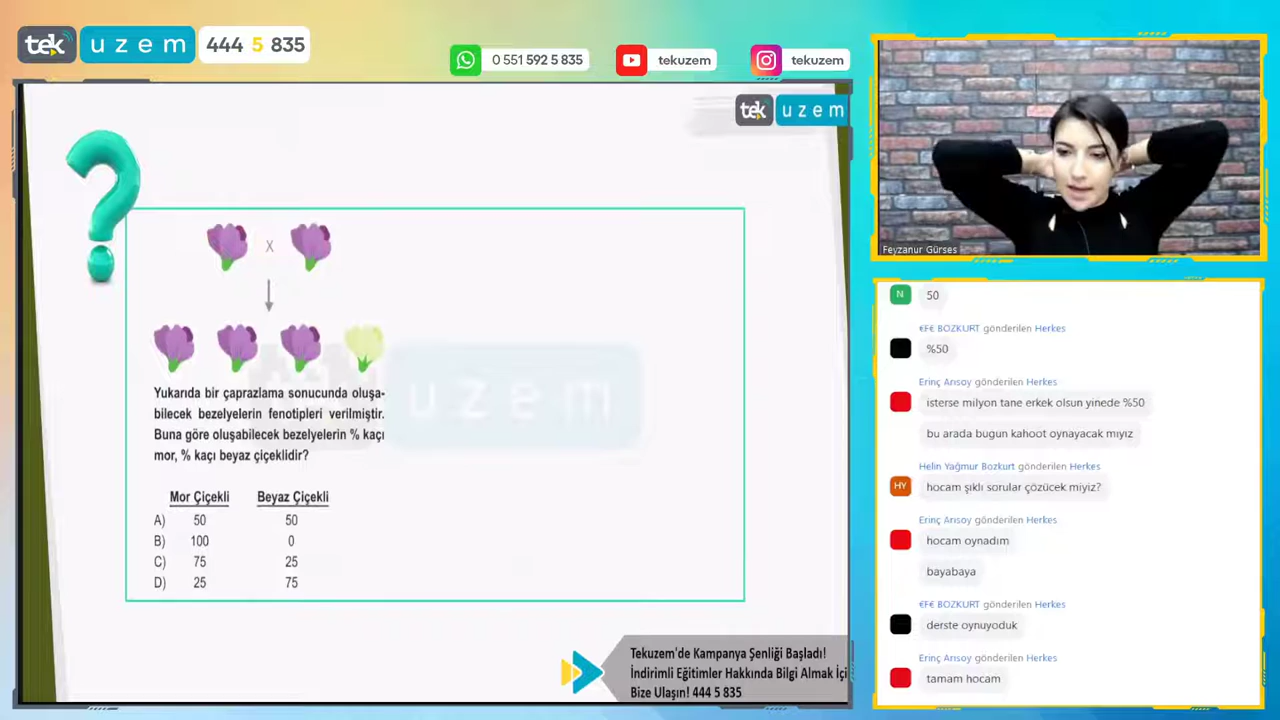 tek uzem 444 5 835
0 551 592 5 835
tekuzem
tekuzem
tek uzem
x
uzem
Yukarıda bir çaprazlama sonucunda oluşa-
bilecek bezelyelerin fenotipleri verilmiştir.
Buna göre oluşabilecek bezelyelerin % kaçı
mor, % kaçı beyaz çiçeklidir?
Mor Çiçekli Beyaz Çiçekli
A) 50 50
B) 100 0
C) 75 25
D) 25 75
Tekuzem'de Kampanya Şenliği Başladı!
İndirimli Eğitimler Hakkında Bilgi Almak İçi
Bize Ulaşın! 444 5 835
Feyzanur Gürses
N 50
€F€ BOZKURT gönderilen Herkes
%50
Erinç Arısoy gönderilen Herkes
isterse milyon tane erkek olsun yinede %50
bu arada bugun kahoot oynayacak mıyız
Helin Yağmur Bozkurt gönderilen Herkes
HY hocam şıklı sorular çözücek miyiz?
Erinç Arısoy gönderilen Herkes
hocam oynadım
bayabaya
€F€ BOZKURT gönderilen Herkes
derste oynuyoduk
Erinç Arısoy gönderilen Herkes
tamam hocam